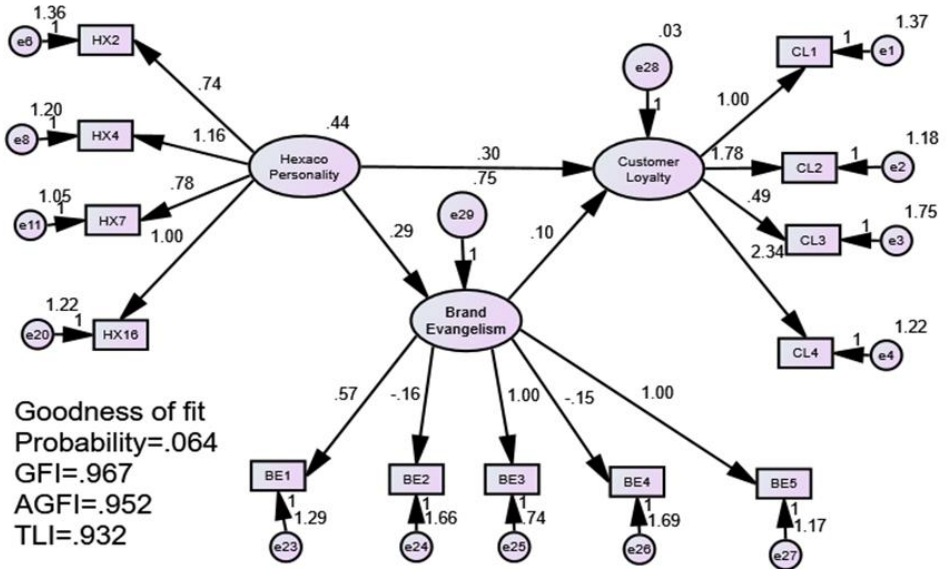 1.36
1
e6
HX2
.74
1.20
1
e8
HX4
1.16
1.05
1
e11
HX7
.78
1.00
1.22
1
e20
HX16
.44
Hexaco
Personality
.30
.29
.75
e29
1
Brand
Evangelism
.10
.03
e28
1
Customer
Loyalty
1.00
CL1
1
e1
1.37
1.78
CL2
1
e2
1.18
.49
CL3
1
e3
1.75
2.34
CL4
1
e4
1.22
.57
-.16
1.00
-.15
1.00
BE1
BE2
BE3
BE4
BE5
1
1.29
e23
1
1.66
e24
1
.74
e25
1
1.69
e26
1
1.17
e27
Goodness of fit
Probability=.064
GFI=.967
AGFI=.952
TLI=.932